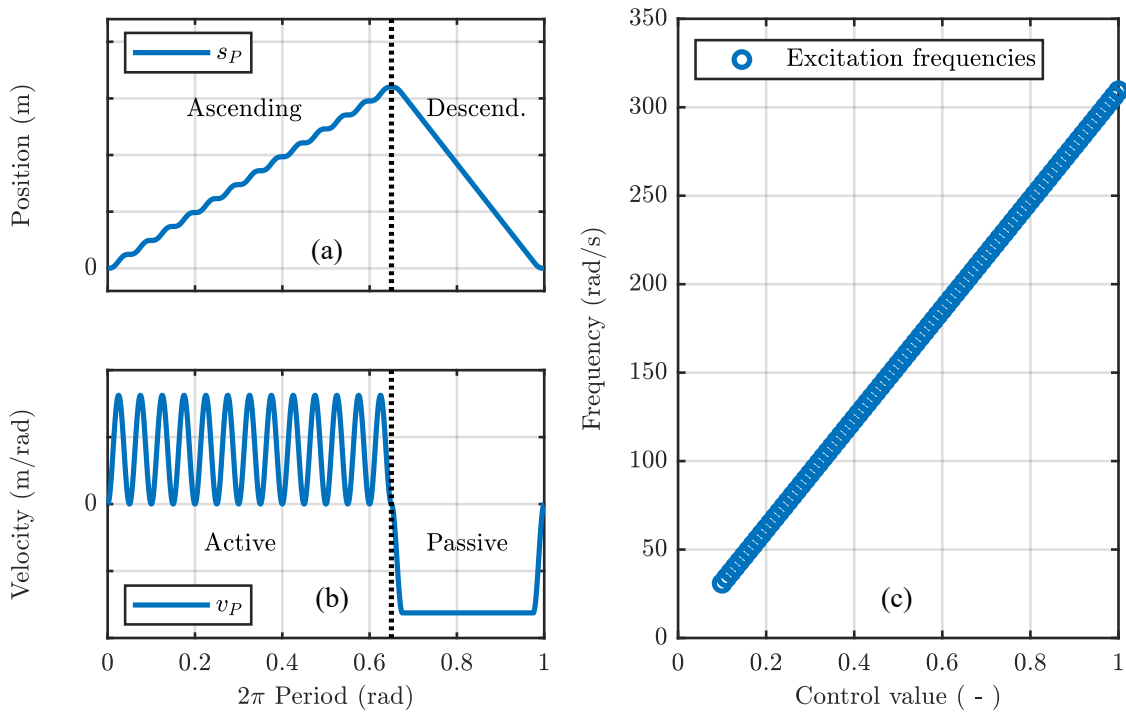 s_P
Ascending
Descend.
(a)
0
Position (m)
0
Active
Passive
v_P
(b)
Velocity (m/rad)
0 0.2 0.4 0.6 0.8 1
2π Period (rad)
350
300
250
200
150
100
50
0
Excitation frequencies
(c)
Frequency (rad/s)
0 0.2 0.4 0.6 0.8 1
Control value ( - )